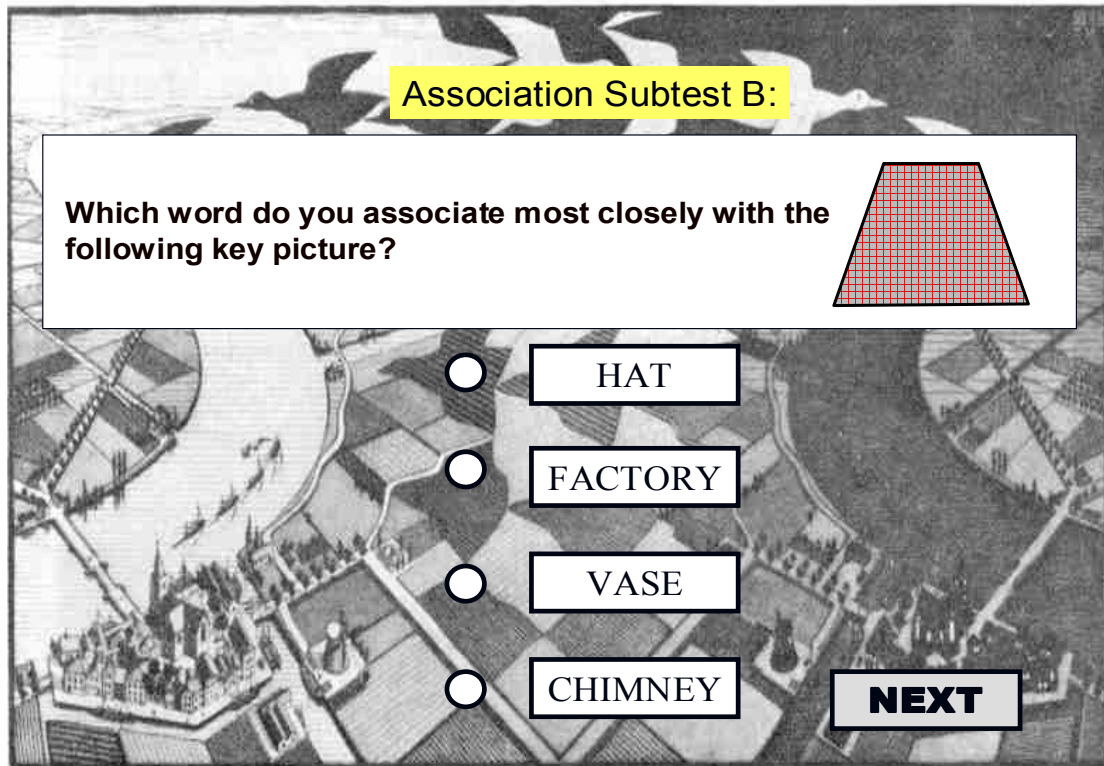 Association Subtest B:
Which word do you associate most closely with the
following key picture?
HAT
FACTORY
VASE
CHIMNEY
NEXT